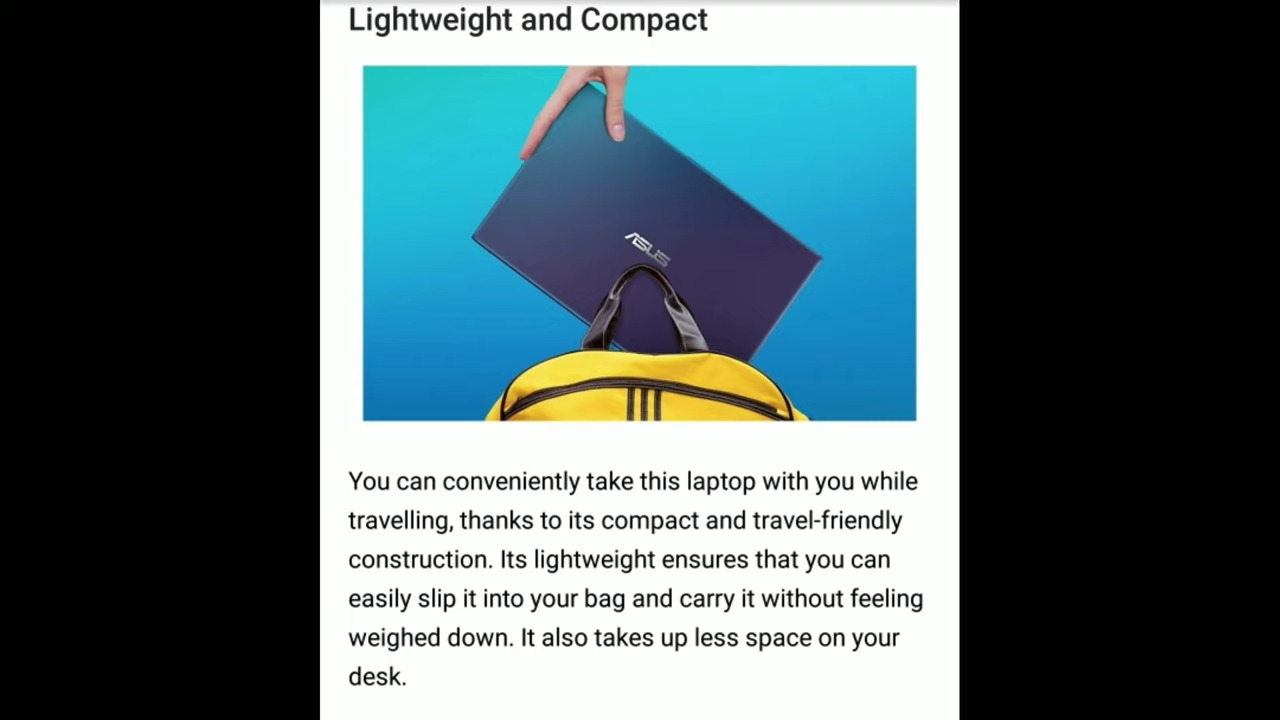 Lightweight and Compact
ASUS
You can conveniently take this laptop with you while
travelling, thanks to its compact and travel-friendly
construction. Its lightweight ensures that you can
easily slip it into your bag and carry it without feeling
weighed down. It also takes up less space on your
desk.